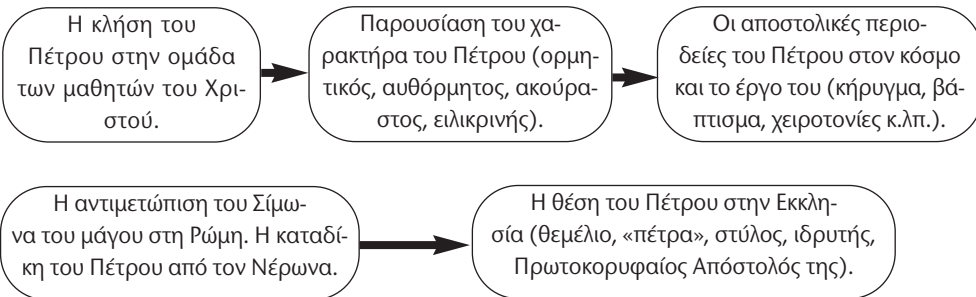 Η κλήση του
Πέτρου στην ομάδα
των μαθητών του Χρι-
στού.
Παρουσίαση του χα-
ρακτήρα του Πέτρου (ορμη-
τικός, αυθόρμητος, ακούρα-
στος, ειλικρινής).
Οι αποστολικές περιο-
δείες του Πέτρου στον κόσμο
και το έργο του (κήρυγμα, βά-
πτισμα, χειροτονίες κ.λπ.).
Η αντιμετώπιση του Σίμω-
να του μάγου στη Ρώμη. Η καταδί-
κη του Πέτρου από τον Νέρωνα.
Η θέση του Πέτρου στην Εκκλη-
σία (θεμέλιο, «πέτρα», στύλος, ιδρυτής,
Πρωτοκορυφαίος Απόστολός της).